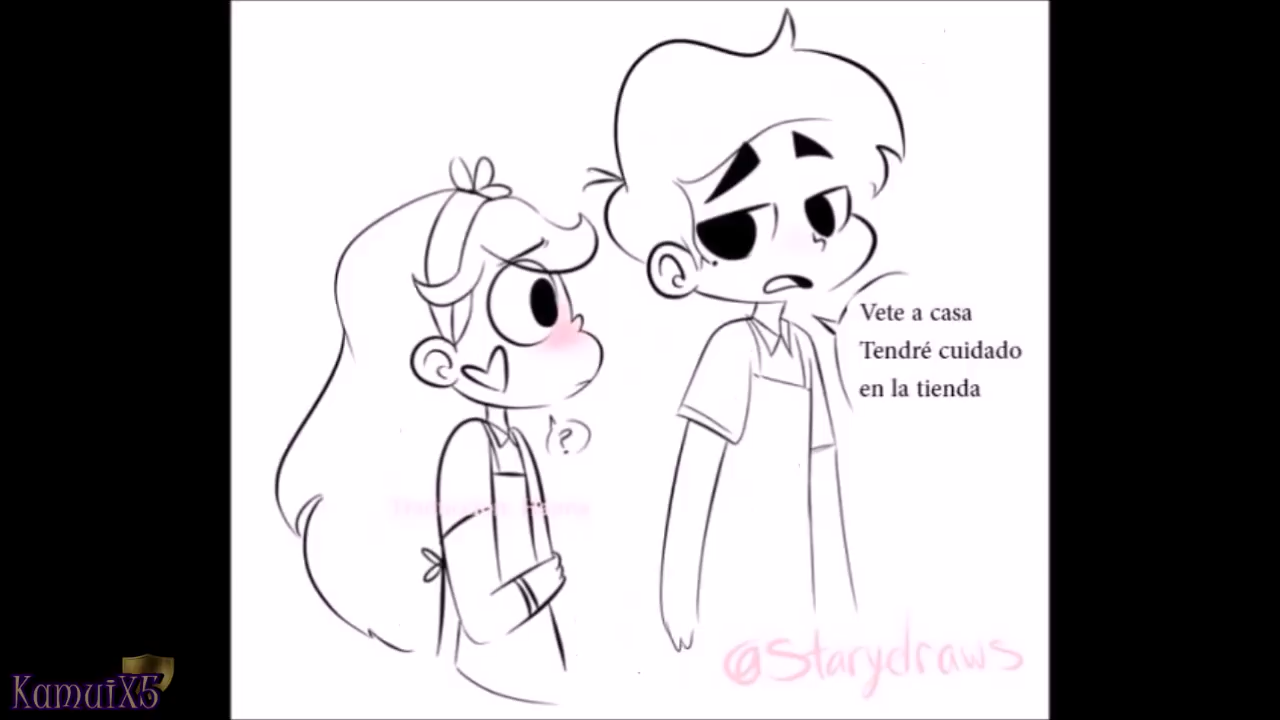 Vete a casa
Tendré cuidado
en la tienda
?
@Starydraws
KamuiX5